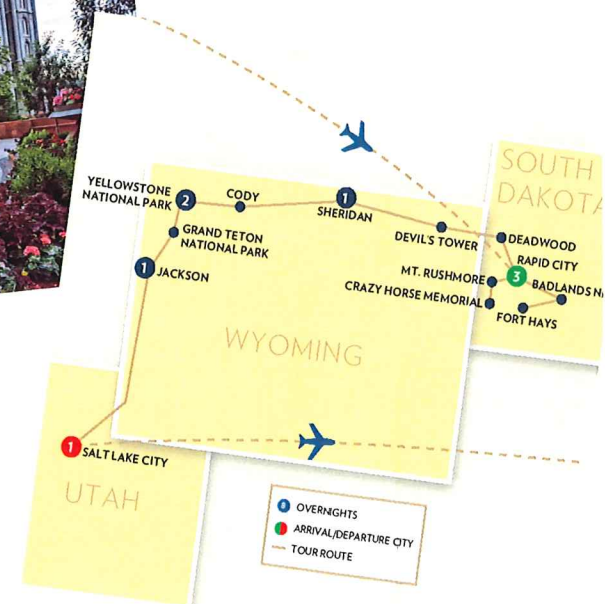 SOUTH
DAKOTA
YELLOWSTONE
NATIONAL PARK
2
CODY
1
SHERIDAN
GRAND TETON
NATIONAL PARK
DEVIL'S TOWER
DEADWOOD
RAPID CITY
3
1
JACKSON
MT. RUSHMORE
BADLANDS N
CRAZY HORSE MEMORIAL
FORT HAYS
WYOMING
1
SALT LAKE CITY
UTAH
OVERNIGHTS
ARRIVAL/DEPARTURE CITY
TOUR ROUTE